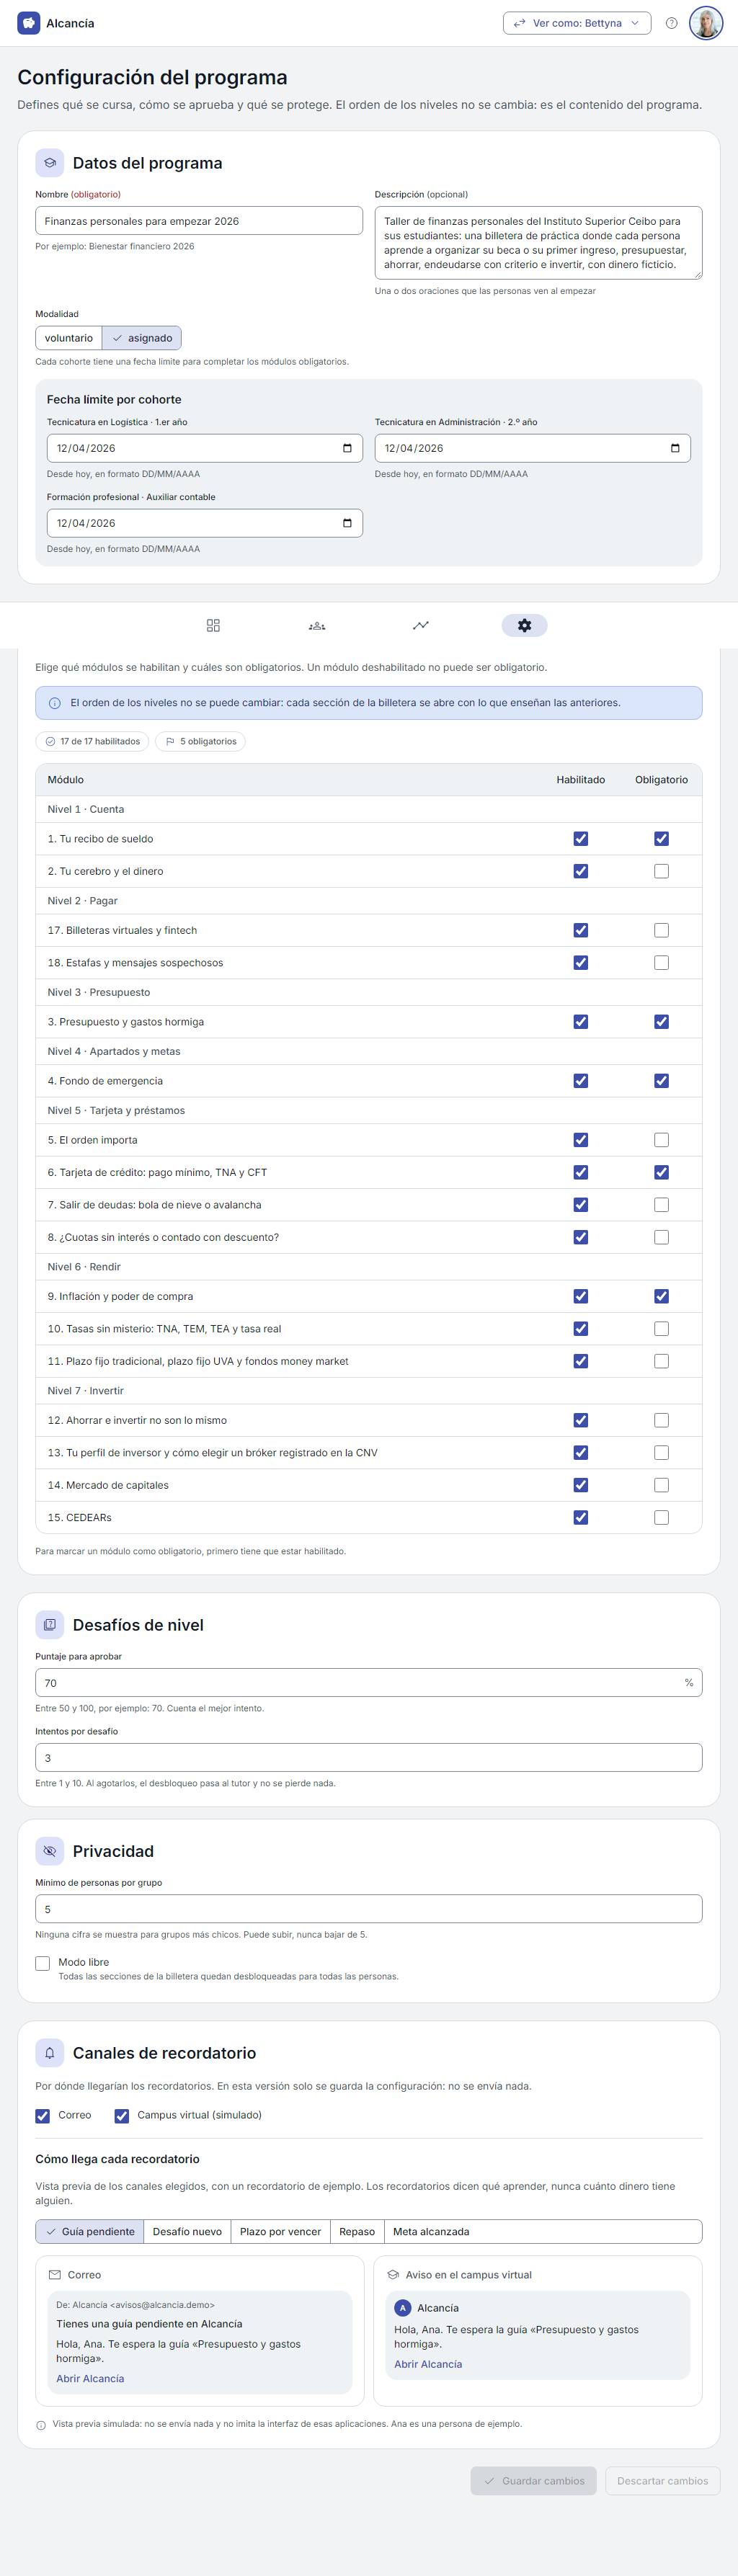 Alcancía
Ver como: Bettyna
Configuración del programa
Defines qué se cursa, cómo se aprueba y qué se protege. El orden de los niveles no se cambia: es el contenido del programa.
Datos del programa
Nombre (obligatorio)
Finanzas personales para empezar 2026
Por ejemplo: Bienestar financiero 2026
Descripción (opcional)
Taller de finanzas personales del Instituto Superior Ceibo para
sus estudiantes: una billetera de práctica donde cada persona
aprende a organizar su beca o su primer ingreso, presupuestar,
ahorrar, endeudarse con criterio e invertir, con dinero ficticio.
Una o dos oraciones que las personas ven al empezar
Modalidad
voluntario
asignado
Cada cohorte tiene una fecha límite para completar los módulos obligatorios.
Fecha límite por cohorte
Tecnicatura en Logística · 1.er año
12/04/2026
Desde hoy, en formato DD/MM/AAAA
Tecnicatura en Administración · 2.º año
12/04/2026
Desde hoy, en formato DD/MM/AAAA
Formación profesional · Auxiliar contable
12/04/2026
Desde hoy, en formato DD/MM/AAAA
Elige qué módulos se habilitan y cuáles son obligatorios. Un módulo deshabilitado no puede ser obligatorio.
El orden de los niveles no se puede cambiar: cada sección de la billetera se abre con lo que enseñan las anteriores.
17 de 17 habilitados
5 obligatorios
Módulo Habilitado Obligatorio
Nivel 1 · Cuenta
1. Tu recibo de sueldo
2. Tu cerebro y el dinero
Nivel 2 · Pagar
17. Billeteras virtuales y fintech
18. Estafas y mensajes sospechosos
Nivel 3 · Presupuesto
3. Presupuesto y gastos hormiga
Nivel 4 · Apartados y metas
4. Fondo de emergencia
Nivel 5 · Tarjeta y préstamos
5. El orden importa
6. Tarjeta de crédito: pago mínimo, TNA y CFT
7. Salir de deudas: bola de nieve o avalancha
8. ¿Cuotas sin interés o contado con descuento?
Nivel 6 · Rendir
9. Inflación y poder de compra
10. Tasas sin misterio: TNA, TEM, TEA y tasa real
11. Plazo fijo tradicional, plazo fijo UVA y fondos money market
Nivel 7 · Invertir
12. Ahorrar e invertir no son lo mismo
13. Tu perfil de inversor y cómo elegir un bróker registrado en la CNV
14. Mercado de capitales
15. CEDEARs
Para marcar un módulo como obligatorio, primero tiene que estar habilitado.
Desafíos de nivel
Puntaje para aprobar
70 %
Entre 50 y 100, por ejemplo: 70. Cuenta el mejor intento.
Intentos por desafío
3
Entre 1 y 10. Al agotarlos, el desbloqueo pasa al tutor y no se pierde nada.
Privacidad
Mínimo de personas por grupo
5
Ninguna cifra se muestra para grupos más chicos. Puede subir, nunca bajar de 5.
Modo libre
Todas las secciones de la billetera quedan desbloqueadas para todas las personas.
Canales de recordatorio
Por dónde llegarían los recordatorios. En esta versión solo se guarda la configuración: no se envía nada.
Correo
Campus virtual (simulado)
Cómo llega cada recordatorio
Vista previa de los canales elegidos, con un recordatorio de ejemplo. Los recordatorios dicen qué aprender, nunca cuánto dinero tiene
alguien.
Guía pendiente
Desafío nuevo
Plazo por vencer
Repaso
Meta alcanzada
Correo
De: Alcancía <avisos@alcancia.demo>
Tienes una guía pendiente en Alcancía
Hola, Ana. Te espera la guía «Presupuesto y gastos
hormiga».
Abrir Alcancía
Aviso en el campus virtual
A Alcancía
Hola, Ana. Te espera la guía «Presupuesto y gastos
hormiga».
Abrir Alcancía
Vista previa simulada: no se envía nada y no imita la interfaz de esas aplicaciones. Ana es una persona de ejemplo.
Guardar cambios
Descartar cambios